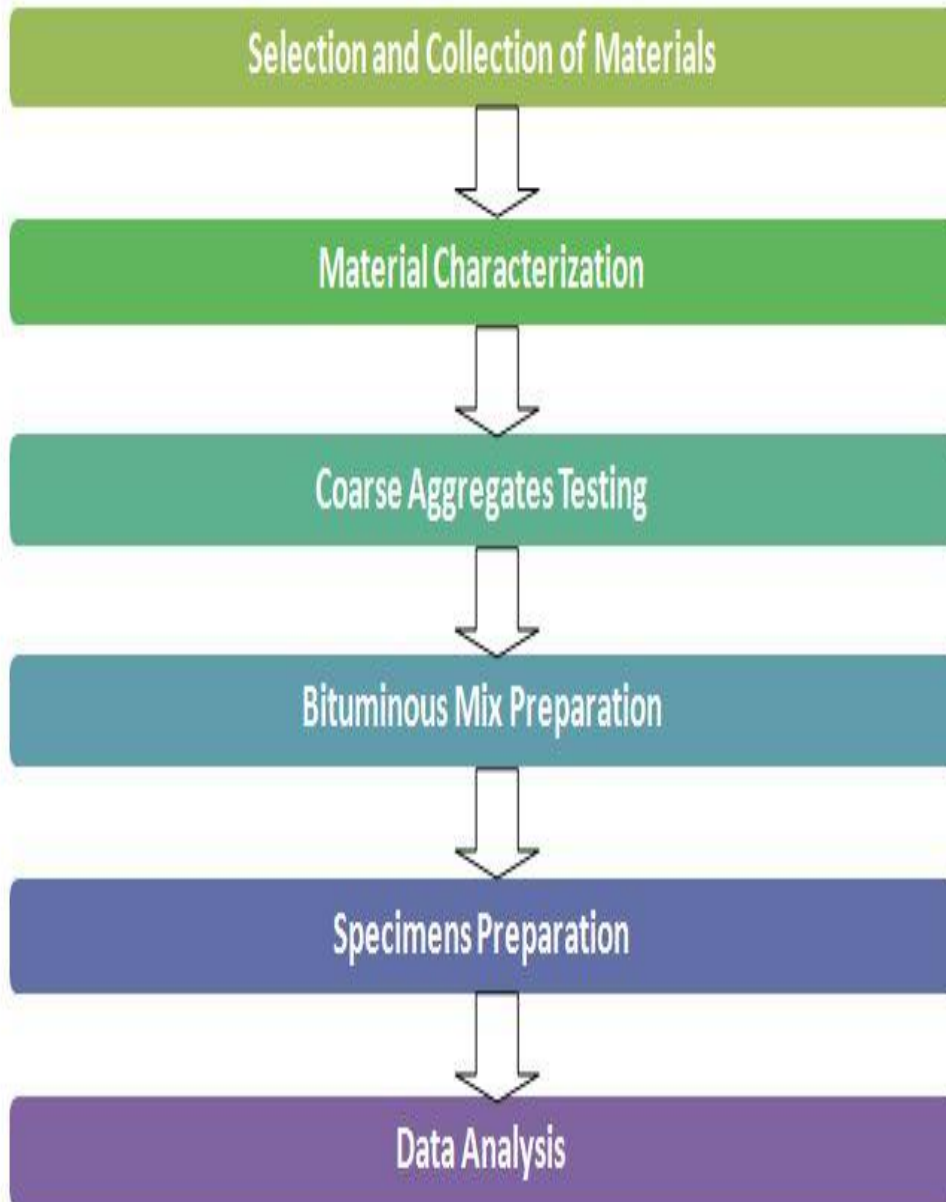 Selection and Collection of Materials
Material Characterization
Coarse Aggregates Testing
Bituminous Mix Preparation
Specimens Preparation
Data Analysis